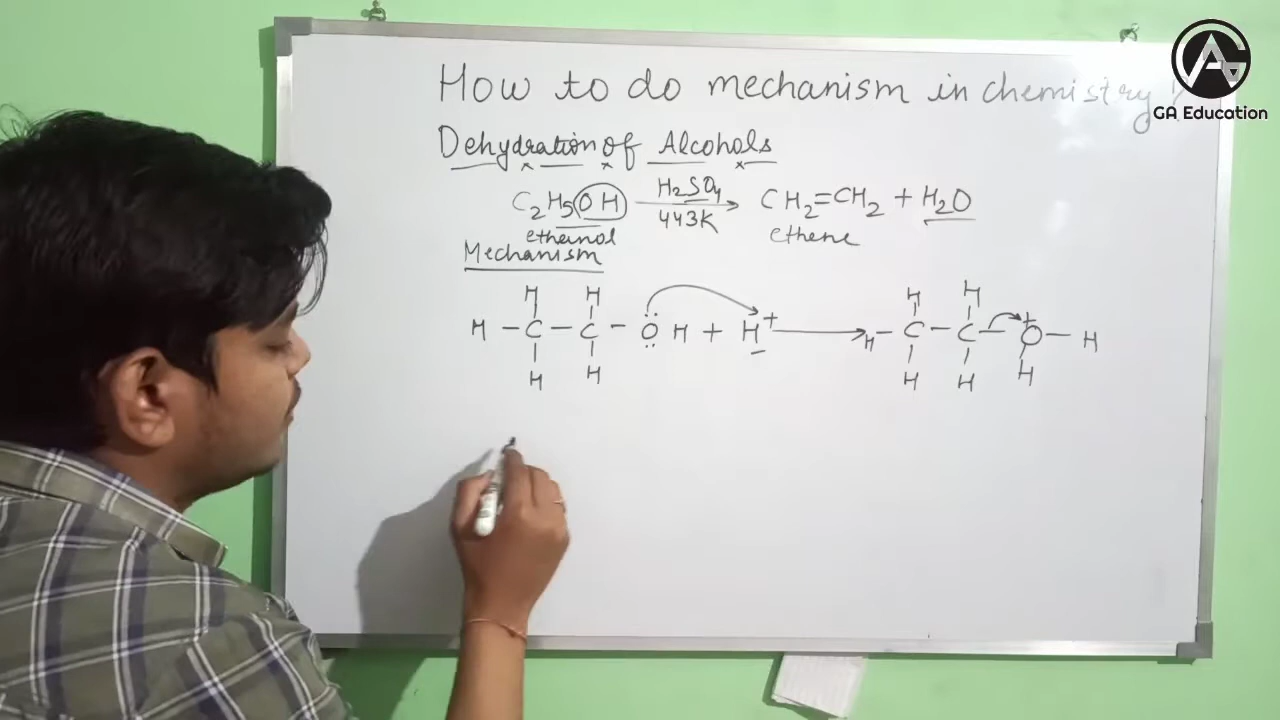 How to do mechanism in chemistry ?
GA Education
Dehydration of Alcohols
C2H5OH H2SO4 443K CH2=CH2 + H2O
ethanol ethene
Mechanism
H H H H
H – C – C – Ö H + H+ H – C – C – O+ – H
H H H H H